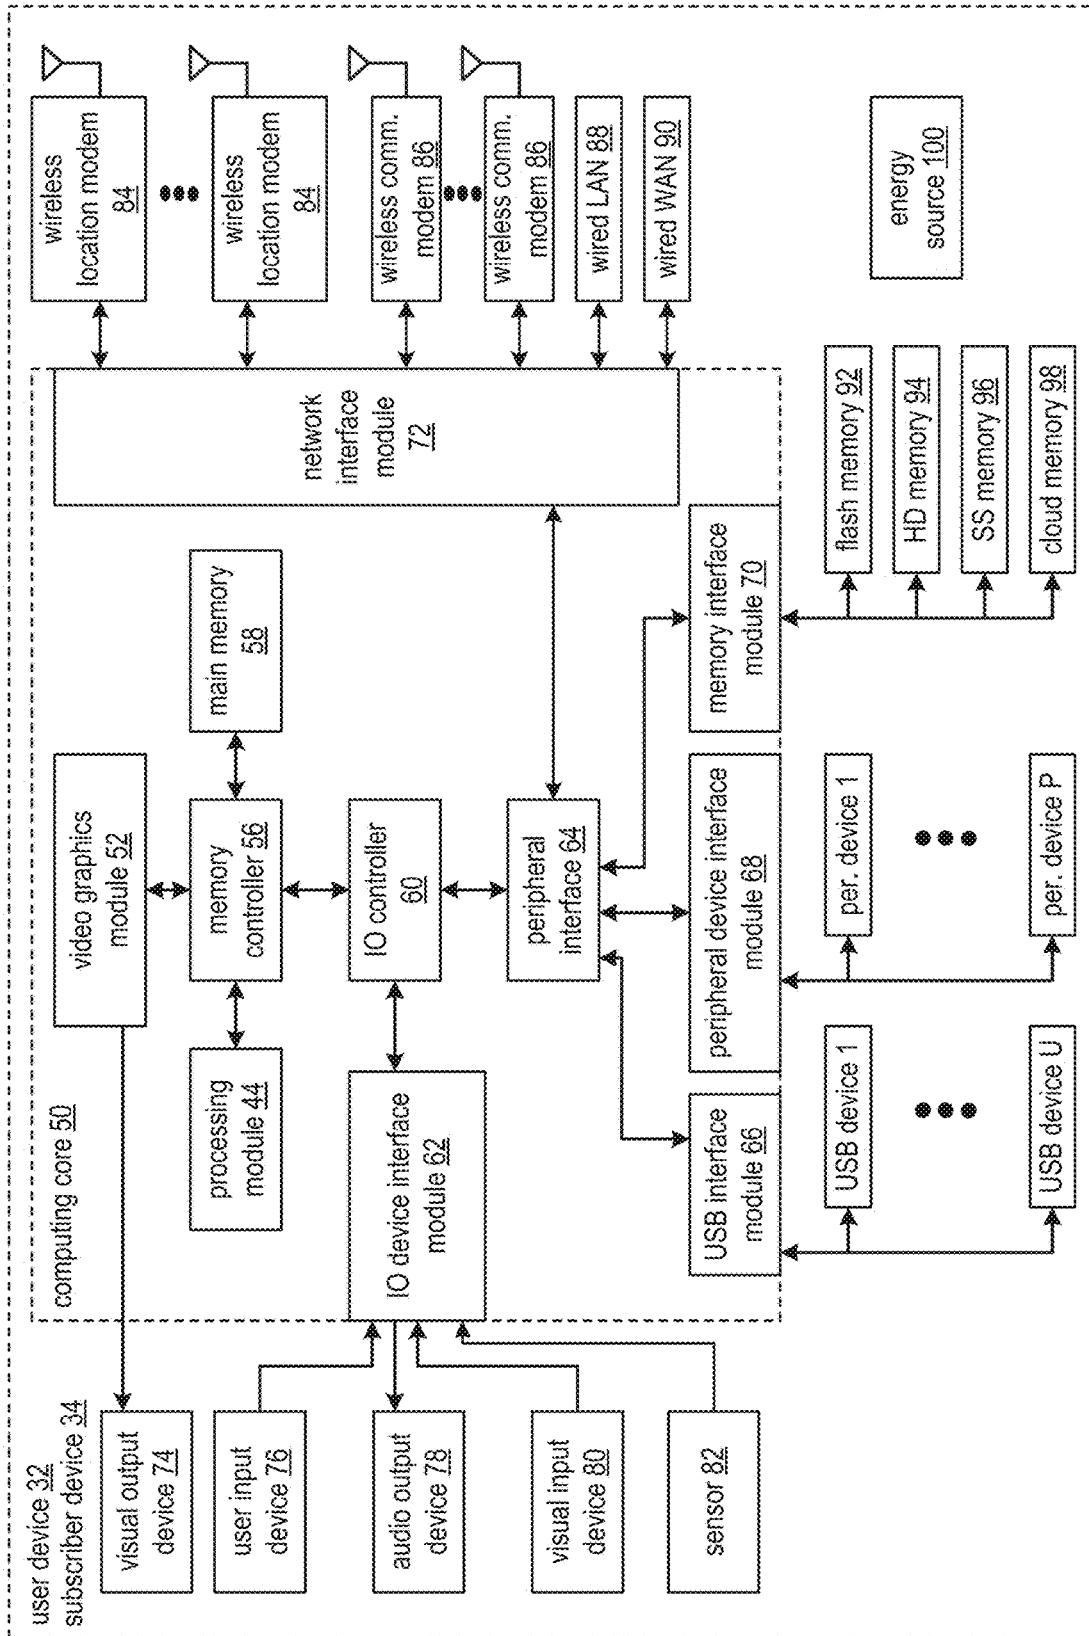 user device 32
subscriber device 34
computing core 50
visual output
device 74
user input
device 76
audio output
device 78
visual input
device 80
sensor 82
video graphics
module 52
processing
module 44
memory
controller 56
main memory
58
IO device interface
module 62
IO controller
60
peripheral
interface 64
USB interface
module 66
peripheral device interface
module 68
memory interface
module 70
network
interface
module
72
wireless
location modem
84
wireless
location modem
84
wireless comm.
modem 86
wireless comm.
modem 86
wired LAN 88
wired WAN 90
USB device 1
USB device U
per. device 1
per. device P
flash memory 92
HD memory 94
SS memory 96
cloud memory 98
energy
source 100